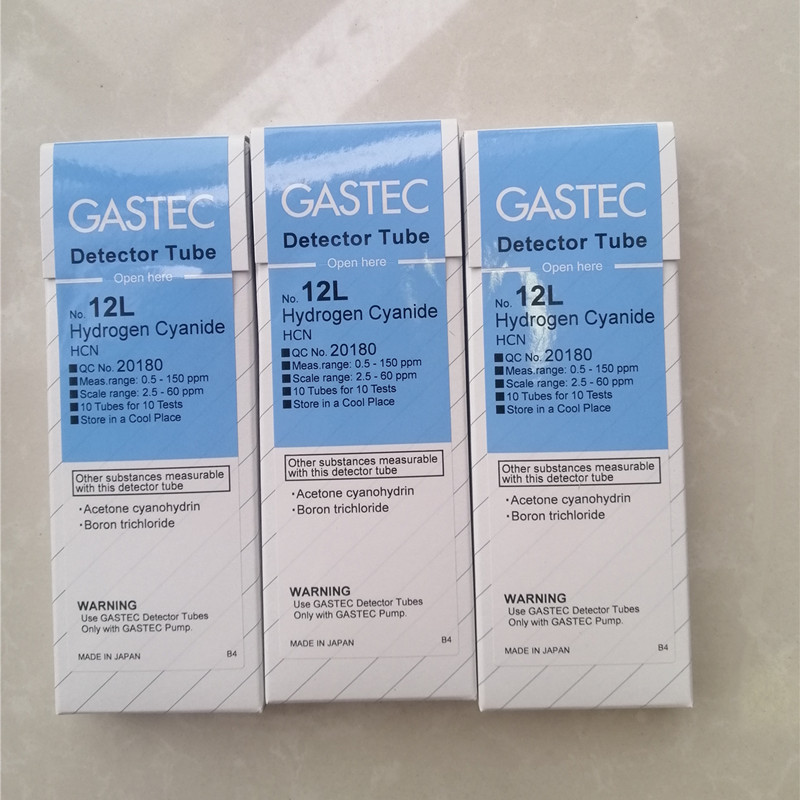 GASTEC
Detector Tube
Open here
No. 12L
Hydrogen Cyanide
HCN
■QC No. 20180
■Meas.range: 0.5 - 150 ppm
■Scale range: 2.5 - 60 ppm
■10 Tubes for 10 Tests
■Store in a Cool Place
Other substances measurable
with this detector tube
・Acetone cyanohydrin
・Boron trichloride
WARNING
Use GASTEC Detector Tubes
Only with GASTEC Pump.
MADE IN JAPAN B4
GASTEC
Detector Tube
Open here
No. 12L
Hydrogen Cyanide
HCN
■QC No. 20180
■Meas.range: 0.5 - 150 ppm
■Scale range: 2.5 - 60 ppm
■10 Tubes for 10 Tests
■Store in a Cool Place
Other substances measurable
with this detector tube
・Acetone cyanohydrin
・Boron trichloride
WARNING
Use GASTEC Detector Tubes
Only with GASTEC Pump.
MADE IN JAPAN B4
GASTEC
Detector Tube
Open here
No. 12L
Hydrogen Cyanide
HCN
■QC No. 20180
■Meas.range: 0.5 - 150 ppm
■Scale range: 2.5 - 60 ppm
■10 Tubes for 10 Tests
■Store in a Cool Place
Other substances measurable
with this detector tube
・Acetone cyanohydrin
・Boron trichloride
WARNING
Use GASTEC Detector Tubes
Only with GASTEC Pump.
MADE IN JAPAN B4